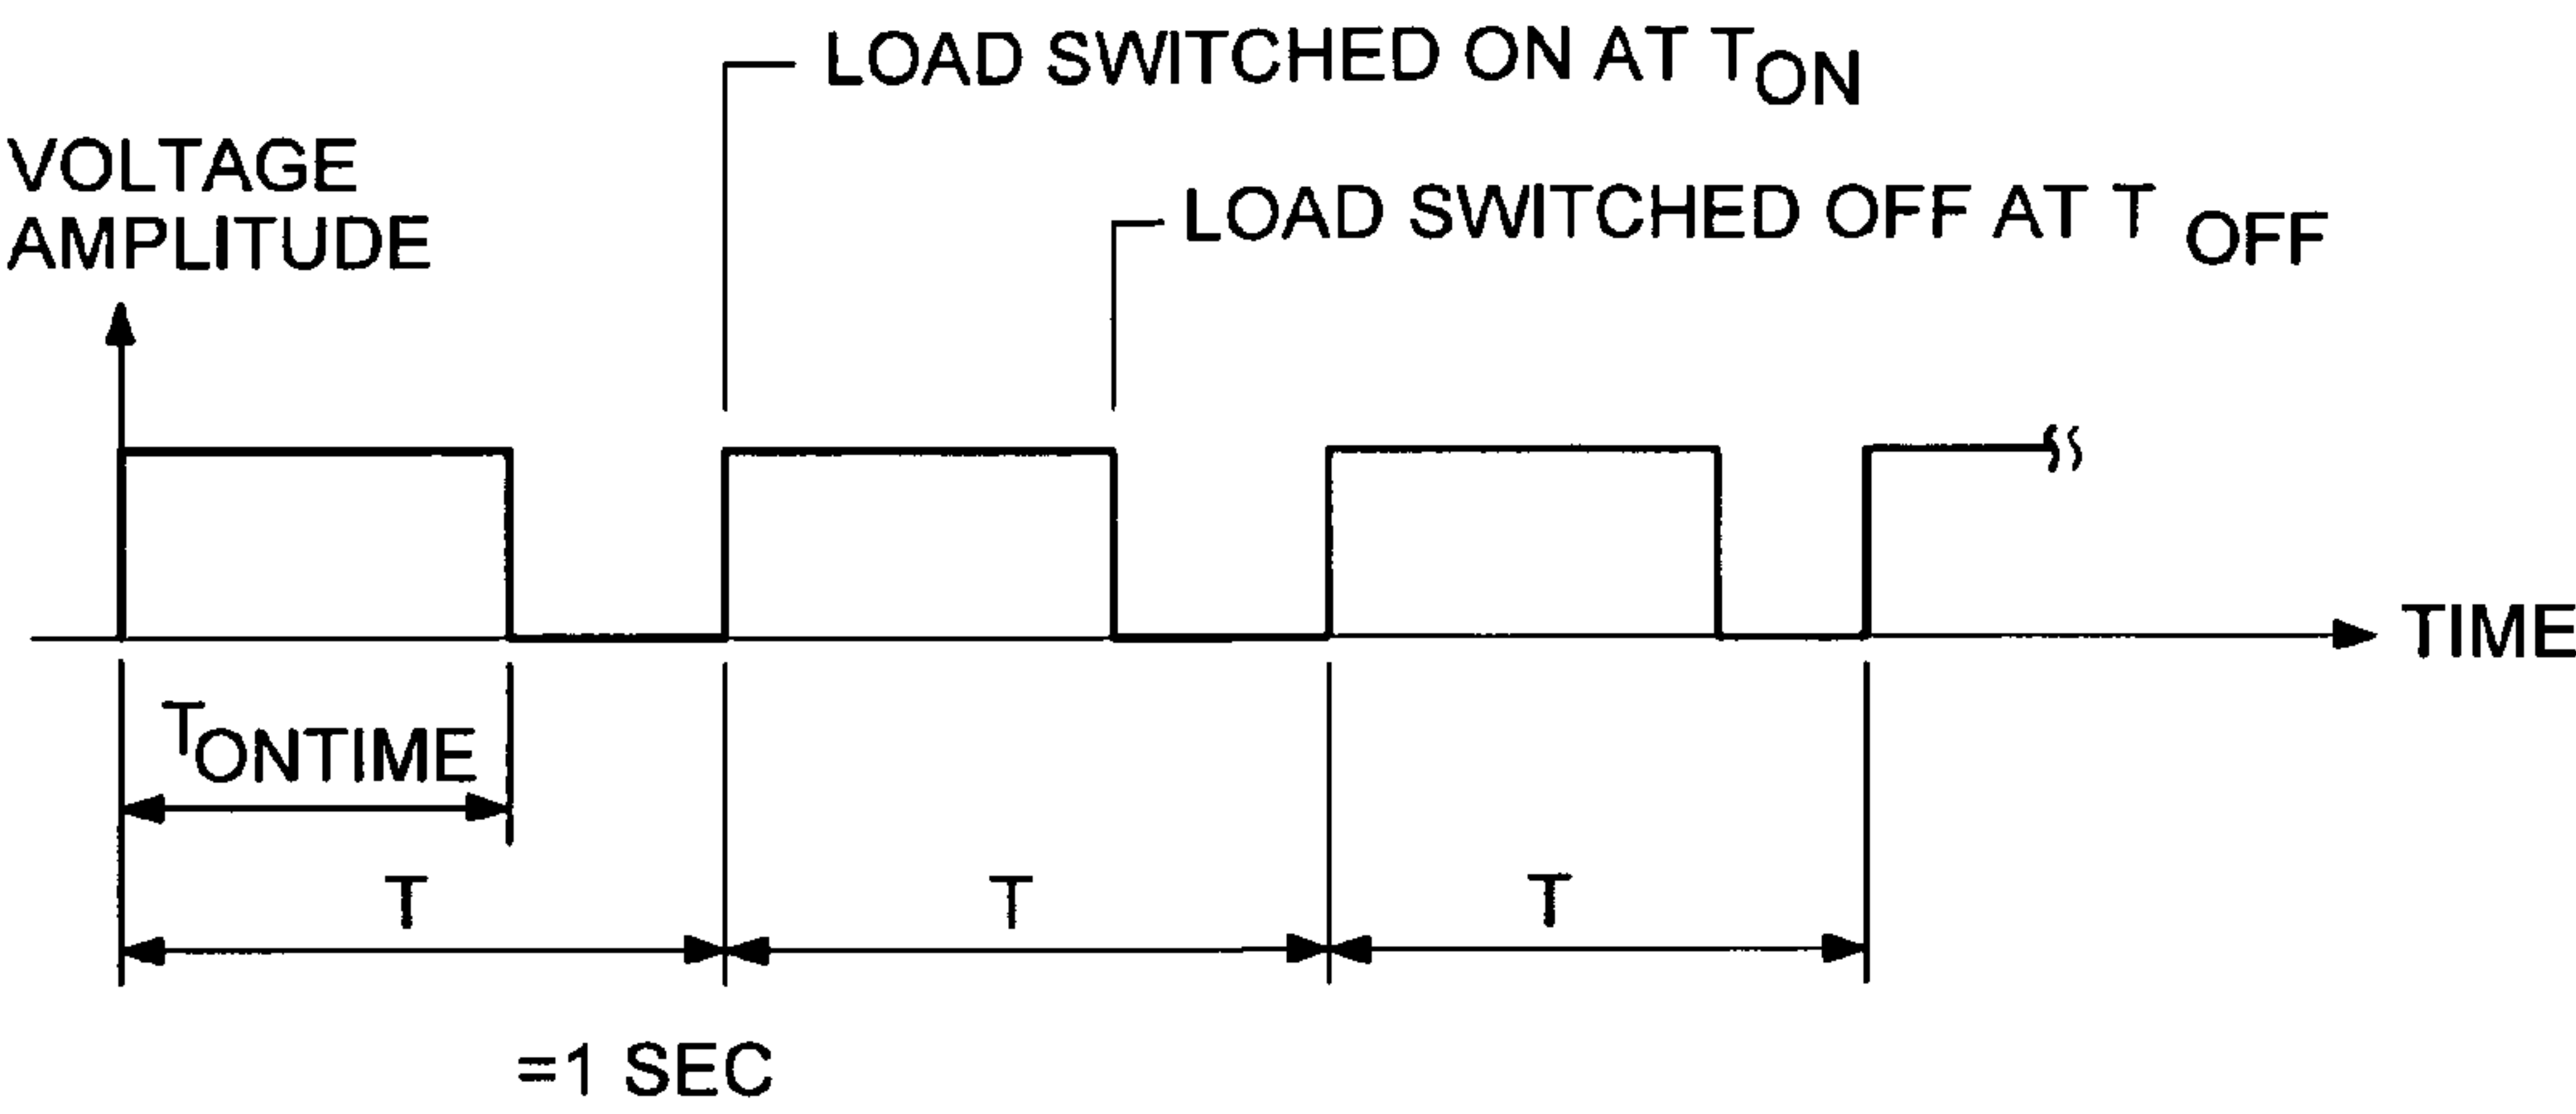 LOAD SWITCHED ON AT TON
VOLTAGE
AMPLITUDE
LOAD SWITCHED OFF AT T OFF
TIME
TONTIME
T
T
T
=1 SEC